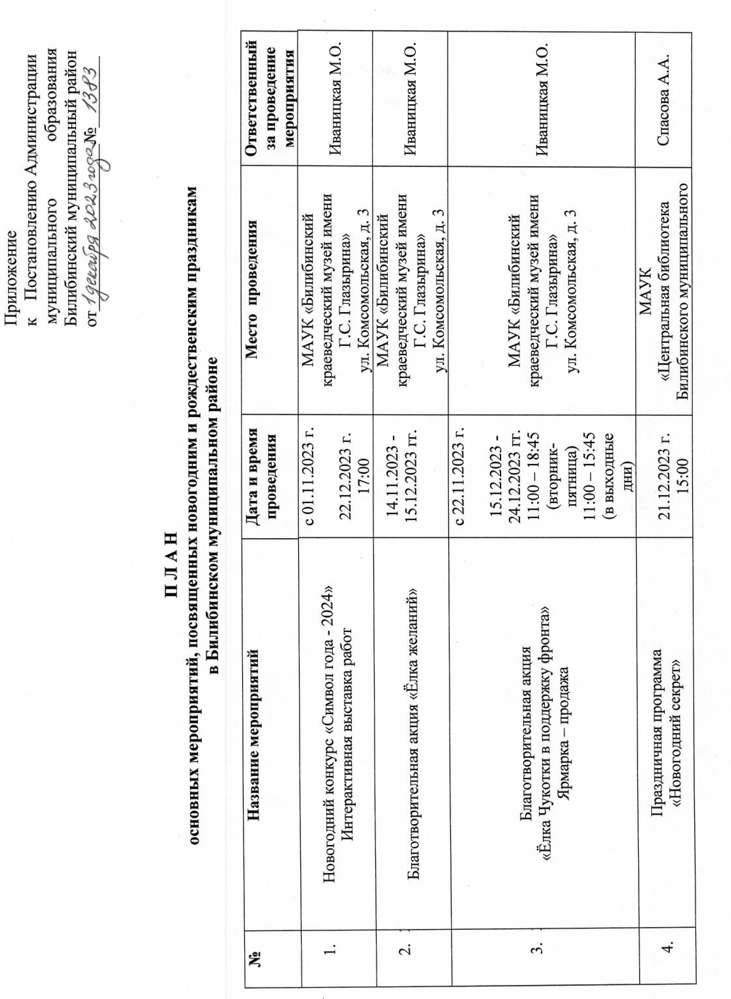 Приложение
к Постановлению Администрации
муниципального образования
Билибинский муниципальный район
от 1 декабря 2023 года № 1383
П Л А Н
основных мероприятий, посвященных новогодним и рождественским праздникам
в Билибинском муниципальном районе
№
Название мероприятий
Дата и время
проведения
Место проведения
Ответственный
за проведение
мероприятия
1.
Новогодний конкурс «Символ года - 2024»
Интерактивная выставка работ
с 01.11.2023 г.
22.12.2023 г.
17:00
МАУК «Билибинский
краеведческий музей имени
Г.С. Глазырина»
ул. Комсомольская, д. 3
Иваницкая М.О.
2.
Благотворительная акция «Ёлка желаний»
14.11.2023 -
15.12.2023 гг.
МАУК «Билибинский
краеведческий музей имени
Г.С. Глазырина»
ул. Комсомольская, д. 3
Иваницкая М.О.
3.
Благотворительная акция
«Ёлка Чукотки в поддержку фронта»
Ярмарка – продажа
с 22.11.2023 г.
15.12.2023 -
24.12.2023 гг.
11:00 – 18:45
(вторник-
пятница)
11:00 – 15:45
(в выходные
дни)
МАУК «Билибинский
краеведческий музей имени
Г.С. Глазырина»
ул. Комсомольская, д. 3
Иваницкая М.О.
4.
Праздничная программа
«Новогодний секрет»
21.12.2023 г.
15:00
МАУК
«Центральная библиотека
Билибинского муниципального
Спасова А.А.